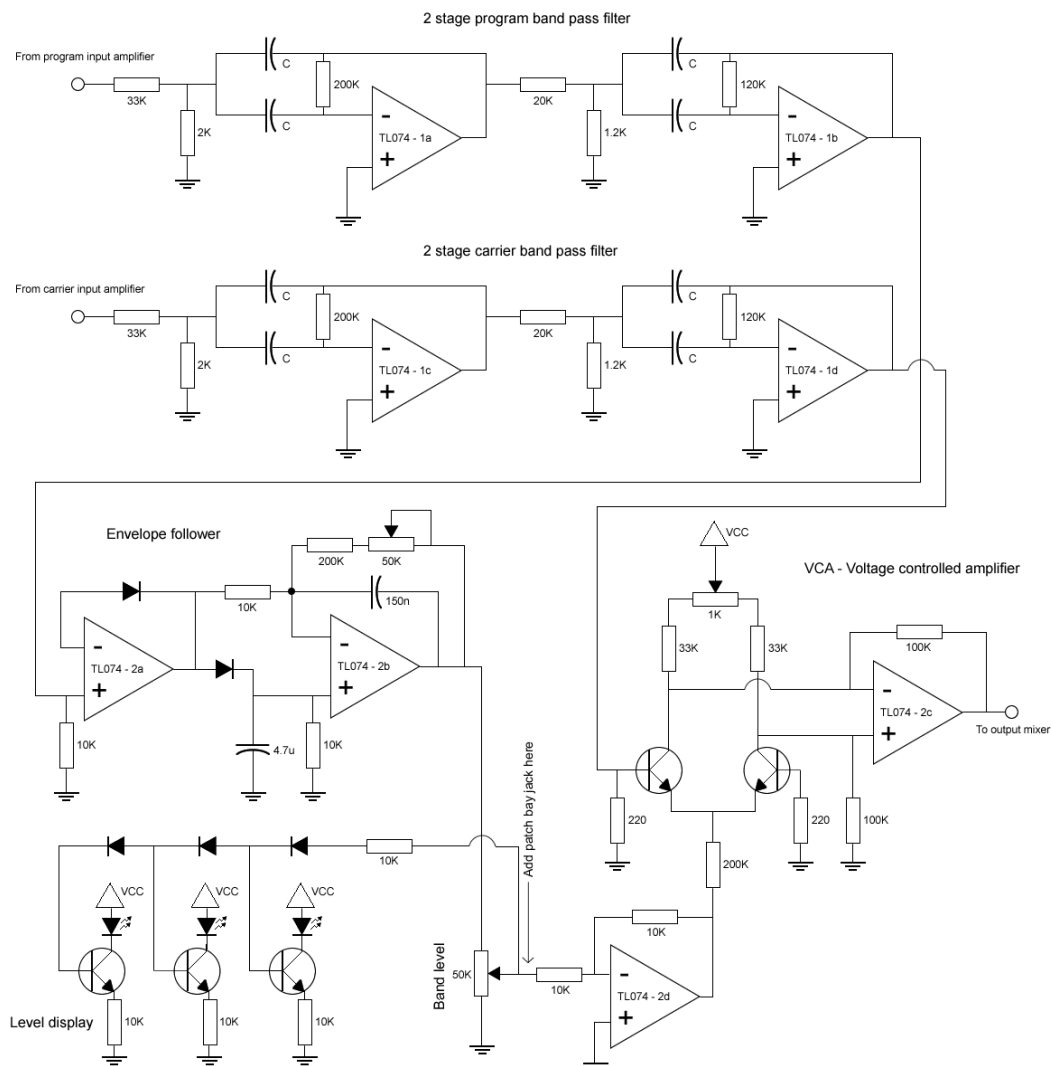 2 stage program band pass filter
From program input amplifier
C
200K
33K
C
2K
TL074 - 1a
20K
C
120K
C
1.2K
TL074 - 1b
-
+
-
+
2 stage carrier band pass filter
From carrier input amplifier
C
200K
33K
C
2K
TL074 - 1c
20K
C
120K
C
1.2K
TL074 - 1d
-
+
-
+
Envelope follower
200K
50K
10K
150n
-
TL074 - 2a
+
-
TL074 - 2b
+
10K
4.7u
10K
VCC
VCA - Voltage controlled amplifier
1K
33K
33K
100K
-
TL074 - 2c
+
To output mixer
220
220
100K
200K
Add patch bay jack here
10K
VCC
VCC
VCC
10K
10K
10K
Level display
Band level
50K
10K
10K
-
TL074 - 2d
+